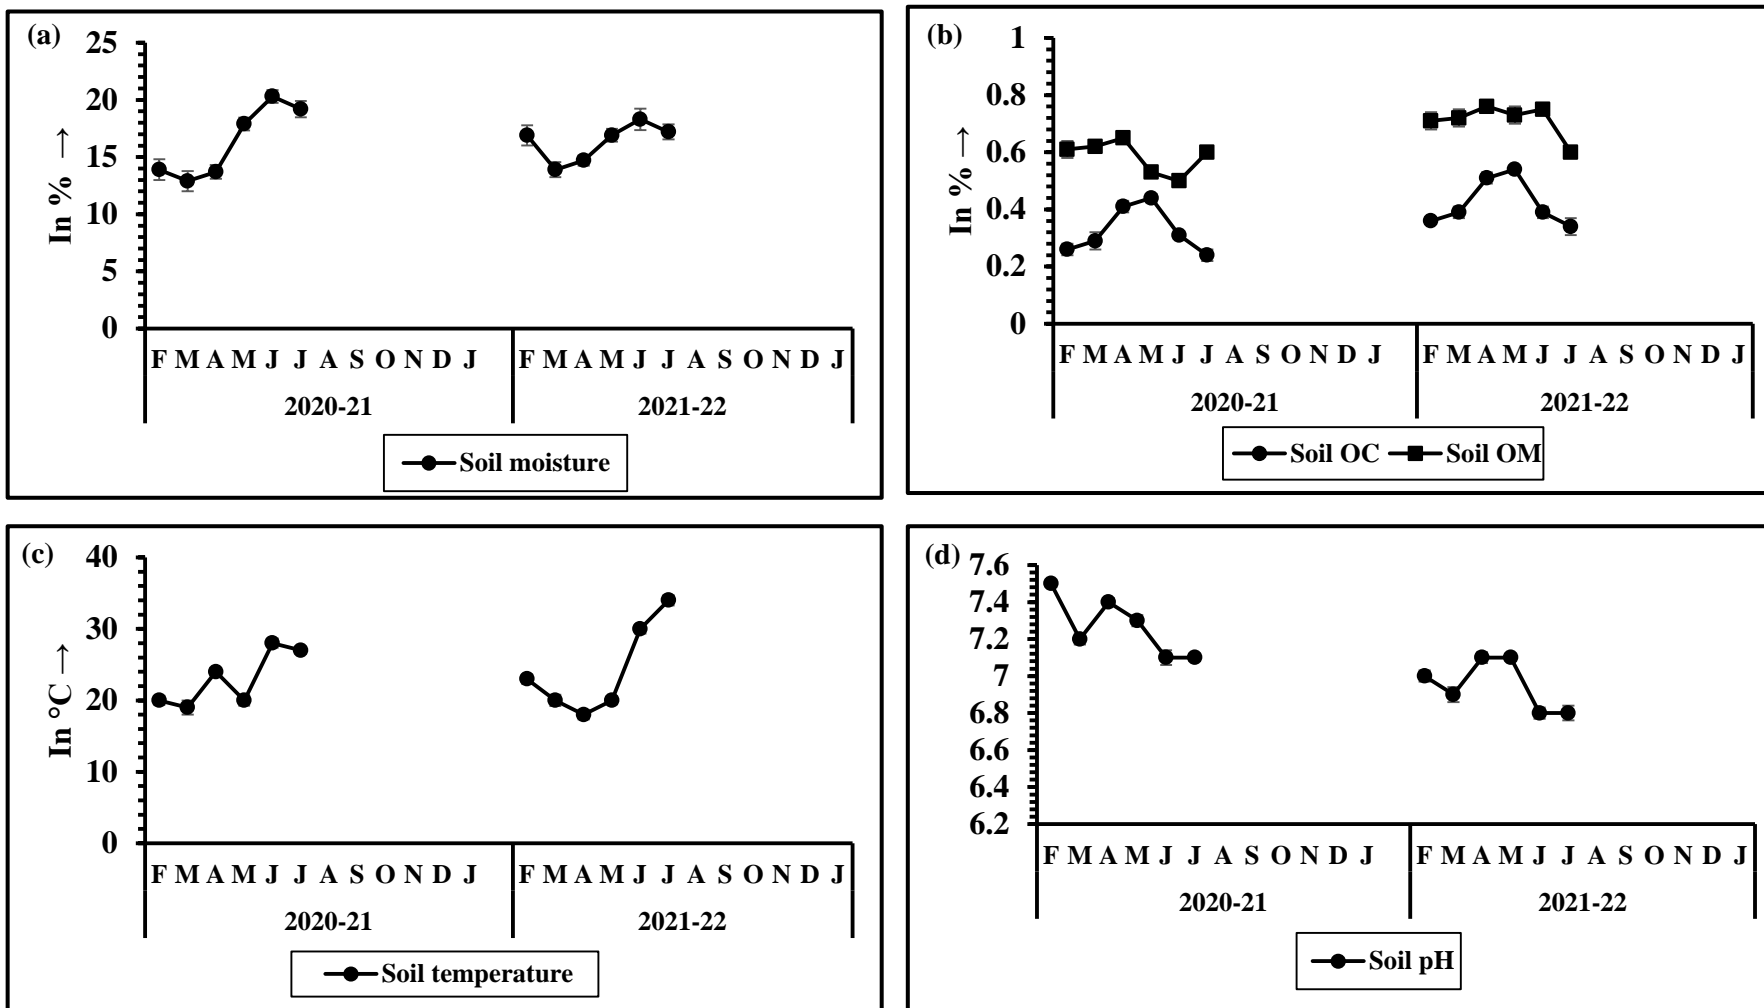 (a)
25
20
15
10
5
0
In % →
F M A M J J A S O N D J F M A M J J A S O N D J
2020-21 2021-22
Soil moisture
(b)
1
0.8
0.6
0.4
0.2
0
In % →
F M A M J J A S O N D J F M A M J J A S O N D J
2020-21 2021-22
Soil OC Soil OM
(c)
40
30
20
10
0
In °C →
F M A M J J A S O N D J F M A M J J A S O N D J
2020-21 2021-22
Soil temperature
(d)
7.6
7.4
7.2
7
6.8
6.6
6.4
6.2
F M A M J J A S O N D J F M A M J J A S O N D J
2020-21 2021-22
Soil pH